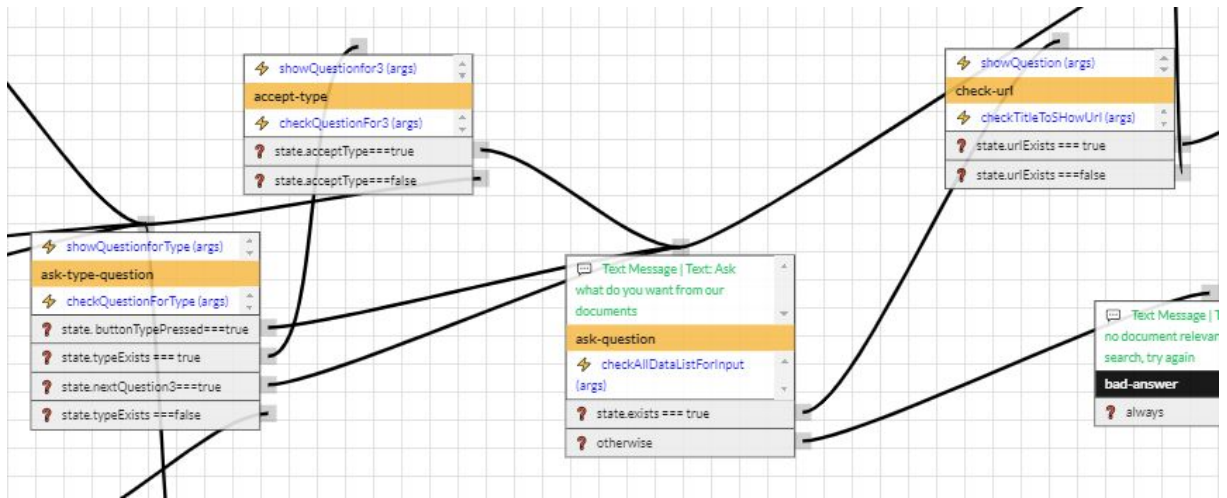 showQuestionfor3 (args)
accept-type
checkQuestionFor3 (args)
state.acceptType===true
state.acceptType===false
showQuestionforType (args)
ask-type-question
checkQuestionForType (args)
state. buttonTypePressed===true
state.typeExists === true
state.nextQuestion3===true
state.typeExists ===false
Text Message | Text: Ask
what do you want from our
documents
ask-question
checkAllDataListForInput
(args)
state.exists === true
otherwise
showQuestion (args)
check-url
checkTitleToSHowUrl (args)
state.urlExists === true
state.urlExists ===false
Text Message | T
no document relevan
search, try again
bad-answer
always